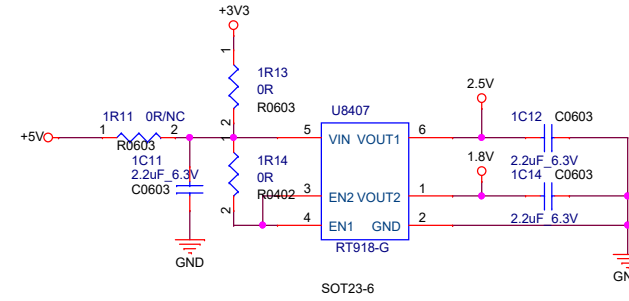 +3V3
1
1R13
0R
R0603
2
U8407
2.5V
1R11 0R/NC
1C12 C0603
+5V 1 2 5 VIN VOUT1 6
R0603
1
1C11
2.2uF_6.3V
C0603
1R14
0R
R0402
2
1.8V
2.2uF_6.3V
1C14 C0603
3 EN2 VOUT2 1
4 EN1 GND 2
2.2uF_6.3V
RT918-G
GND
SOT23-6